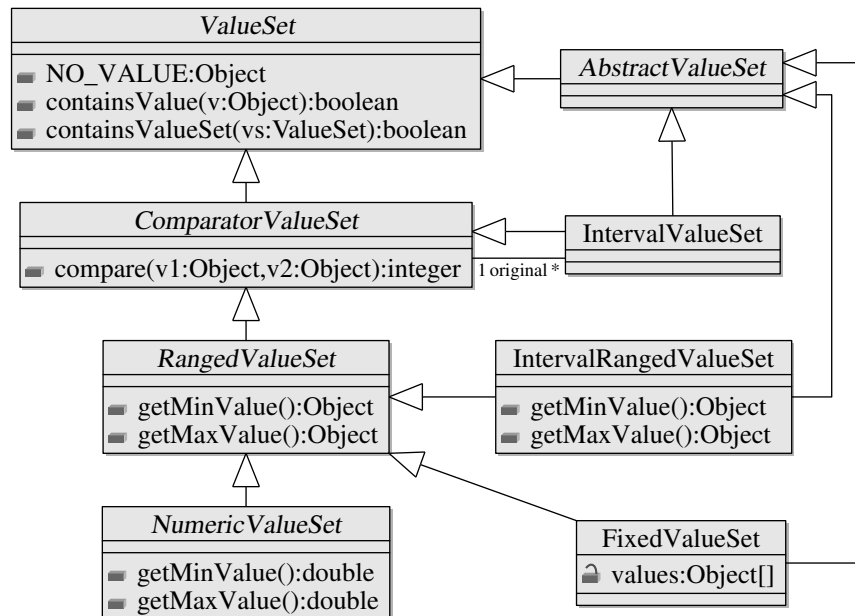 ValueSet
NO_VALUE:Object
containsValue(v:Object):boolean
containsValueSet(vs:ValueSet):boolean
AbstractValueSet
ComparatorValueSet
compare(v1:Object,v2:Object):integer
1 original *
IntervalValueSet
RangedValueSet
getMinValue():Object
getMaxValue():Object
IntervalRangedValueSet
getMinValue():Object
getMaxValue():Object
NumericValueSet
getMinValue():double
getMaxValue():double
FixedValueSet
values:Object[]